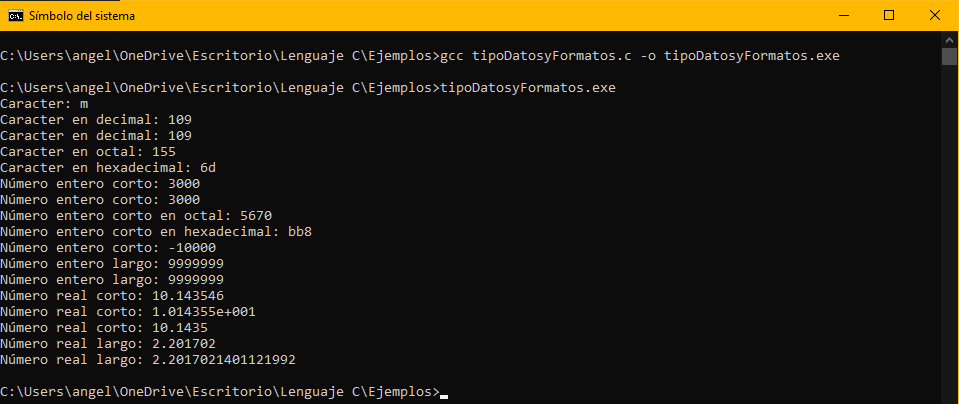 Símbolo del sistema
C:\Users\angel\OneDrive\Escritorio\Lenguaje C\Ejemplos>gcc tipoDatosyFormatos.c -o tipoDatosyFormatos.exe
C:\Users\angel\OneDrive\Escritorio\Lenguaje C\Ejemplos>tipoDatosyFormatos.exe
Caracter: m
Caracter en decimal: 109
Caracter en decimal: 109
Caracter en octal: 155
Caracter en hexadecimal: 6d
Número entero corto: 3000
Número entero corto: 3000
Número entero corto en octal: 5670
Número entero corto en hexadecimal: bb8
Número entero corto: -10000
Número entero largo: 9999999
Número entero largo: 9999999
Número real corto: 10.143546
Número real corto: 1.014355e+001
Número real corto: 10.1435
Número real largo: 2.201702
Número real largo: 2.2017021401121992
C:\Users\angel\OneDrive\Escritorio\Lenguaje C\Ejemplos>